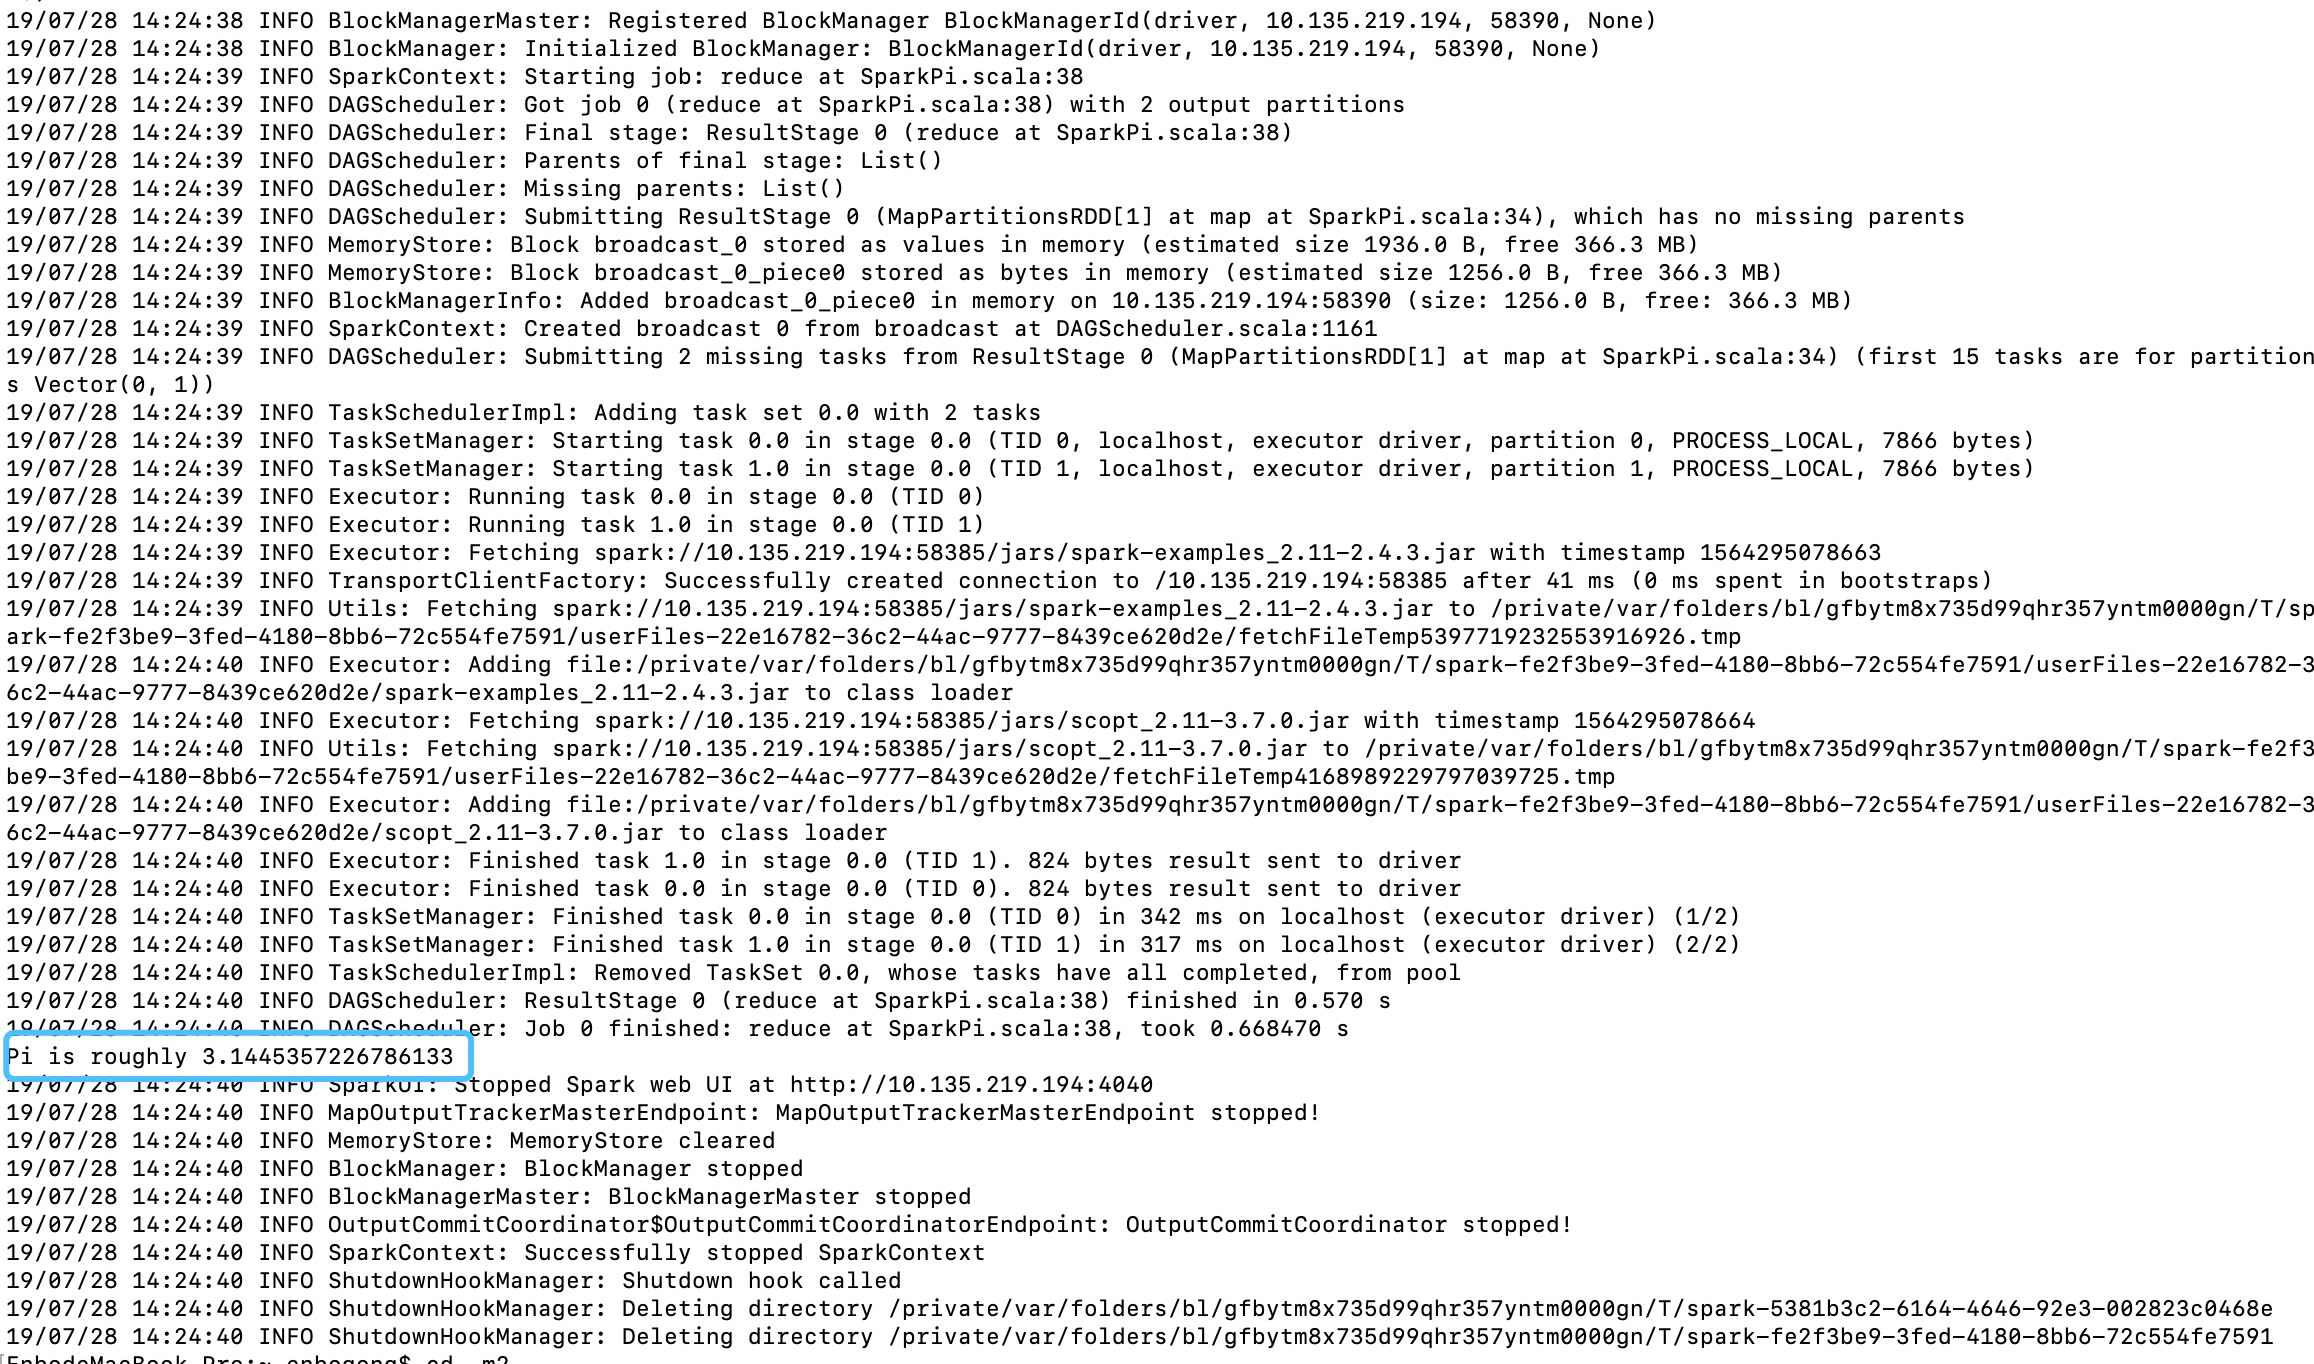 19/07/28 14:24:38 INFO BlockManagerMaster: Registered BlockManager BlockManagerId(driver, 10.135.219.194, 58390, None)
19/07/28 14:24:38 INFO BlockManager: Initialized BlockManager: BlockManagerId(driver, 10.135.219.194, 58390, None)
19/07/28 14:24:39 INFO SparkContext: Starting job: reduce at SparkPi.scala:38
19/07/28 14:24:39 INFO DAGScheduler: Got job 0 (reduce at SparkPi.scala:38) with 2 output partitions
19/07/28 14:24:39 INFO DAGScheduler: Final stage: ResultStage 0 (reduce at SparkPi.scala:38)
19/07/28 14:24:39 INFO DAGScheduler: Parents of final stage: List()
19/07/28 14:24:39 INFO DAGScheduler: Missing parents: List()
19/07/28 14:24:39 INFO DAGScheduler: Submitting ResultStage 0 (MapPartitionsRDD[1] at map at SparkPi.scala:34), which has no missing parents
19/07/28 14:24:39 INFO MemoryStore: Block broadcast_0 stored as values in memory (estimated size 1936.0 B, free 366.3 MB)
19/07/28 14:24:39 INFO MemoryStore: Block broadcast_0_piece0 stored as bytes in memory (estimated size 1256.0 B, free 366.3 MB)
19/07/28 14:24:39 INFO BlockManagerInfo: Added broadcast_0_piece0 in memory on 10.135.219.194:58390 (size: 1256.0 B, free: 366.3 MB)
19/07/28 14:24:39 INFO SparkContext: Created broadcast 0 from broadcast at DAGScheduler.scala:1161
19/07/28 14:24:39 INFO DAGScheduler: Submitting 2 missing tasks from ResultStage 0 (MapPartitionsRDD[1] at map at SparkPi.scala:34) (first 15 tasks are for partition
s Vector(0, 1))
19/07/28 14:24:39 INFO TaskSchedulerImpl: Adding task set 0.0 with 2 tasks
19/07/28 14:24:39 INFO TaskSetManager: Starting task 0.0 in stage 0.0 (TID 0, localhost, executor driver, partition 0, PROCESS_LOCAL, 7866 bytes)
19/07/28 14:24:39 INFO TaskSetManager: Starting task 1.0 in stage 0.0 (TID 1, localhost, executor driver, partition 1, PROCESS_LOCAL, 7866 bytes)
19/07/28 14:24:39 INFO Executor: Running task 0.0 in stage 0.0 (TID 0)
19/07/28 14:24:39 INFO Executor: Running task 1.0 in stage 0.0 (TID 1)
19/07/28 14:24:39 INFO Executor: Fetching spark://10.135.219.194:58385/jars/spark-examples_2.11-2.4.3.jar with timestamp 1564295078663
19/07/28 14:24:39 INFO TransportClientFactory: Successfully created connection to /10.135.219.194:58385 after 41 ms (0 ms spent in bootstraps)
19/07/28 14:24:39 INFO Utils: Fetching spark://10.135.219.194:58385/jars/spark-examples_2.11-2.4.3.jar to /private/var/folders/bl/gfbytm8x735d99qhr357yntm0000gn/T/sp
ark-fe2f3be9-3fed-4180-8bb6-72c554fe7591/userFiles-22e16782-36c2-44ac-9777-8439ce620d2e/fetchFileTemp5397719232553916926.tmp
19/07/28 14:24:40 INFO Executor: Adding file:/private/var/folders/bl/gfbytm8x735d99qhr357yntm0000gn/T/spark-fe2f3be9-3fed-4180-8bb6-72c554fe7591/userFiles-22e16782-3
6c2-44ac-9777-8439ce620d2e/spark-examples_2.11-2.4.3.jar to class loader
19/07/28 14:24:40 INFO Executor: Fetching spark://10.135.219.194:58385/jars/scopt_2.11-3.7.0.jar with timestamp 1564295078664
19/07/28 14:24:40 INFO Utils: Fetching spark://10.135.219.194:58385/jars/scopt_2.11-3.7.0.jar to /private/var/folders/bl/gfbytm8x735d99qhr357yntm0000gn/T/spark-fe2f3
be9-3fed-4180-8bb6-72c554fe7591/userFiles-22e16782-36c2-44ac-9777-8439ce620d2e/fetchFileTemp4168989229797039725.tmp
19/07/28 14:24:40 INFO Executor: Adding file:/private/var/folders/bl/gfbytm8x735d99qhr357yntm0000gn/T/spark-fe2f3be9-3fed-4180-8bb6-72c554fe7591/userFiles-22e16782-3
6c2-44ac-9777-8439ce620d2e/scopt_2.11-3.7.0.jar to class loader
19/07/28 14:24:40 INFO Executor: Finished task 1.0 in stage 0.0 (TID 1). 824 bytes result sent to driver
19/07/28 14:24:40 INFO Executor: Finished task 0.0 in stage 0.0 (TID 0). 824 bytes result sent to driver
19/07/28 14:24:40 INFO TaskSetManager: Finished task 0.0 in stage 0.0 (TID 0) in 342 ms on localhost (executor driver) (1/2)
19/07/28 14:24:40 INFO TaskSetManager: Finished task 1.0 in stage 0.0 (TID 1) in 317 ms on localhost (executor driver) (2/2)
19/07/28 14:24:40 INFO TaskSchedulerImpl: Removed TaskSet 0.0, whose tasks have all completed, from pool
19/07/28 14:24:40 INFO DAGScheduler: ResultStage 0 (reduce at SparkPi.scala:38) finished in 0.570 s
19/07/28 14:24:40 INFO DAGScheduler: Job 0 finished: reduce at SparkPi.scala:38, took 0.668470 s
Pi is roughly 3.1445357226786133
19/07/28 14:24:40 INFO SparkUI: Stopped Spark web UI at http://10.135.219.194:4040
19/07/28 14:24:40 INFO MapOutputTrackerMasterEndpoint: MapOutputTrackerMasterEndpoint stopped!
19/07/28 14:24:40 INFO MemoryStore: MemoryStore cleared
19/07/28 14:24:40 INFO BlockManager: BlockManager stopped
19/07/28 14:24:40 INFO BlockManagerMaster: BlockManagerMaster stopped
19/07/28 14:24:40 INFO OutputCommitCoordinator$OutputCommitCoordinatorEndpoint: OutputCommitCoordinator stopped!
19/07/28 14:24:40 INFO SparkContext: Successfully stopped SparkContext
19/07/28 14:24:40 INFO ShutdownHookManager: Shutdown hook called
19/07/28 14:24:40 INFO ShutdownHookManager: Deleting directory /private/var/folders/bl/gfbytm8x735d99qhr357yntm0000gn/T/spark-5381b3c2-6164-4646-92e3-002823c0468e
19/07/28 14:24:40 INFO ShutdownHookManager: Deleting directory /private/var/folders/bl/gfbytm8x735d99qhr357yntm0000gn/T/spark-fe2f3be9-3fed-4180-8bb6-72c554fe7591